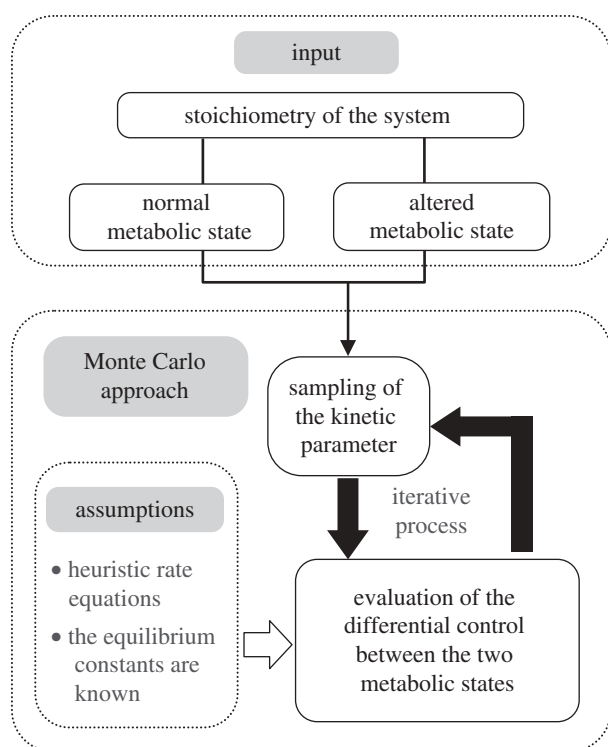 input
stoichiometry of the system
normal
metabolic state
altered
metabolic state
Monte Carlo
approach
sampling of
the kinetic
parameter
iterative
process
assumptions
• heuristic rate
equations
• the equilibrium
constants are
known
evaluation of the
differential control
between the two
metabolic states